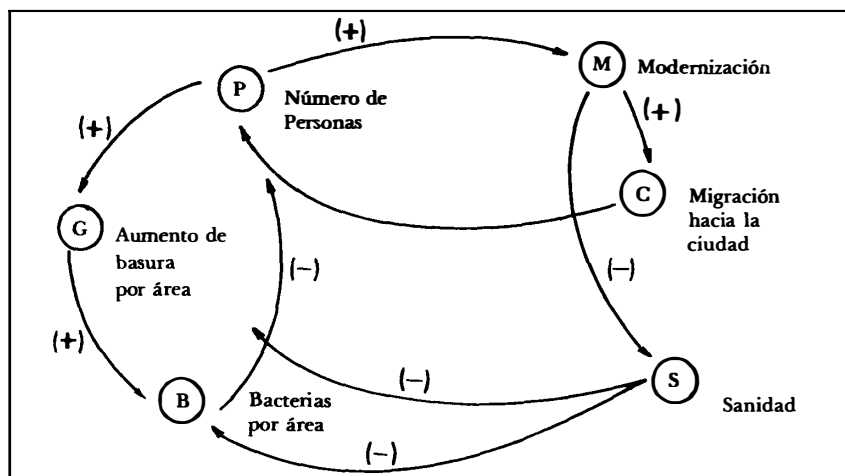 (+)
P
Número de
Personas
M
Modernización
(+)
(+)
C
Migración
hacia la
ciudad
G
Aumento de
basura
por área
(−)
(−)
(+)
B
Bacterias
por área
(−)
(−)
S
Sanidad